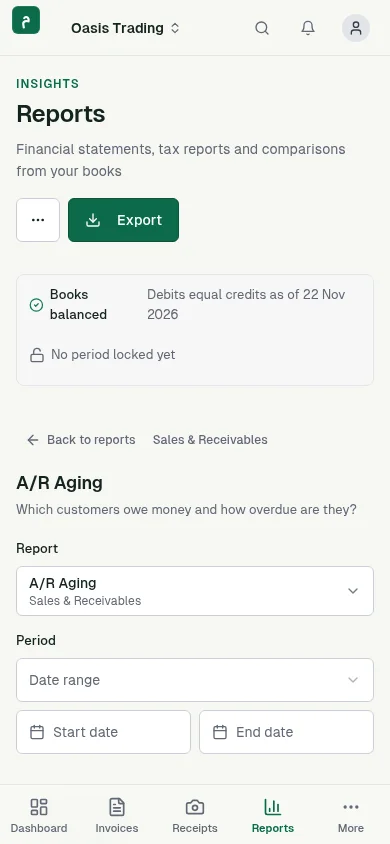 Oasis Trading
INSIGHTS
Reports
Financial statements, tax reports and comparisons
from your books
Export
Books
balanced
Debits equal credits as of 22 Nov
2026
No period locked yet
Back to reports
Sales & Receivables
A/R Aging
Which customers owe money and how overdue are they?
Report
A/R Aging
Sales & Receivables
Period
Date range
Start date
End date
Dashboard
Invoices
Receipts
Reports
More